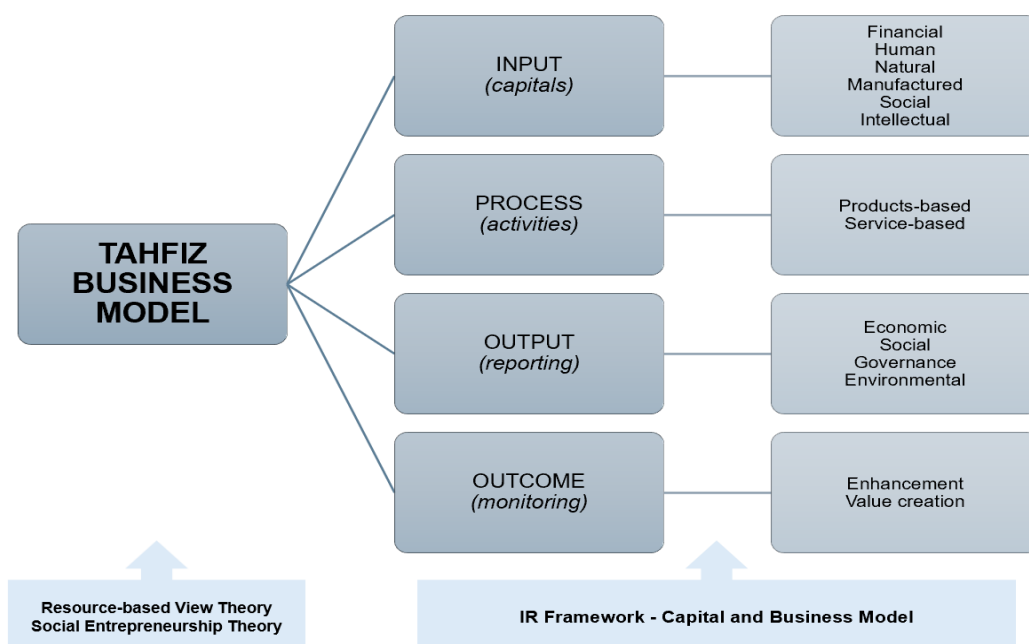 TAHFIZ
BUSINESS
MODEL
INPUT
(capitals)
Financial
Human
Natural
Manufactured
Social
Intellectual
PROCESS
(activities)
Products-based
Service-based
OUTPUT
(reporting)
Economic
Social
Governance
Environmental
OUTCOME
(monitoring)
Enhancement
Value creation
Resource-based View Theory
Social Entrepreneurship Theory
IR Framework - Capital and Business Model